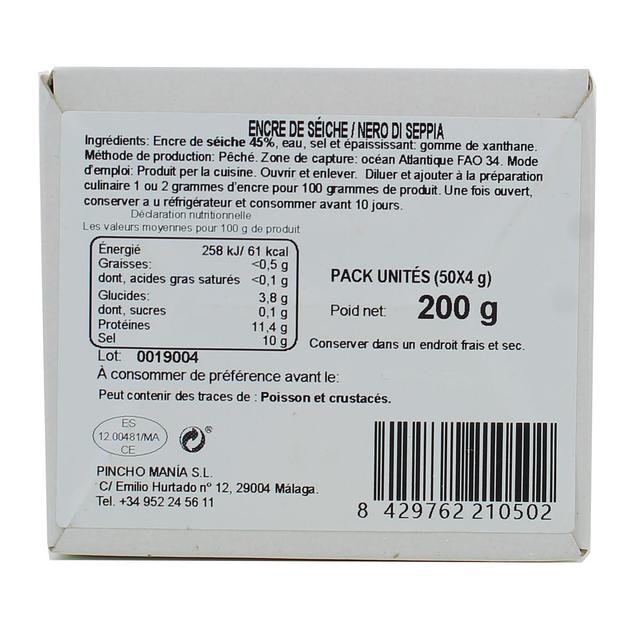 ENCRE DE SÉICHE / NERO DI SEPPIA
Ingrédients: Encre de séiche 45%, eau, sel et épaississant: gomme de xanthane.
Méthode de production: Pêché. Zone de capture: océan Atlantique FAO 34. Mode
d'emploi: Produit per la cuisine. Ouvrir et enlever. Diluer et ajouter à la préparation
culinaire 1 ou 2 grammes d'encre pour 100 grammes de produit. Une fois ouvert,
conserver a u réfrigérateur et consommer avant 10 jours.
Déclaration nutritionnelle
Les valeurs moyennes pour 100 g de produit
Énergié 258 kJ/ 61 kcal
Graisses: <0,5 g
dont, acides gras saturés <0,1 g
Glucides: 3,8 g
dont, sucres 0,1 g
Protéines 11,4 g
Sel 10 g
PACK UNITÉS (50X4 g)
Poid net: 200 g
Conserver dans un endroit frais et sec.
Lot: 0019004
À consommer de préférence avant le:
Peut contenir des traces de : Poisson et crustacés.
ES
12.00481/MA
CE
®
PINCHO MANÍA S.L.
C/ Emilio Hurtado nº 12, 29004 Málaga.
Tel. +34 952 24 56 11
8 429762 210502